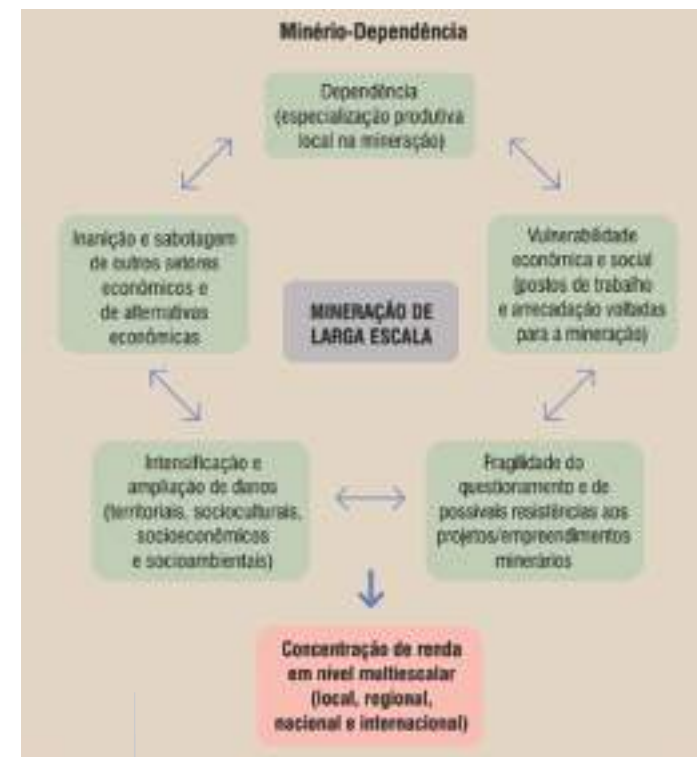 Minério-Dependência
Dependência
(especialização produtiva
local na mineração)
Inanição e sabotagem
de outros setores
econômicos e
de alternativas
econômicas
Vulnerabilidade
econômica e social
(postos de trabalho
e arrecadação voltadas
para a mineração)
MINERAÇÃO DE
LARGA ESCALA
Intensificação e
ampliação de danos
(territoriais, socioculturais,
socioeconômicos
e socioambientais)
Fragilidade do
questionamento e de
possíveis resistências aos
projetos/empreendimentos
minerários
Concentração de renda
em nível multiescalar
(local, regional,
nacional e internacional)